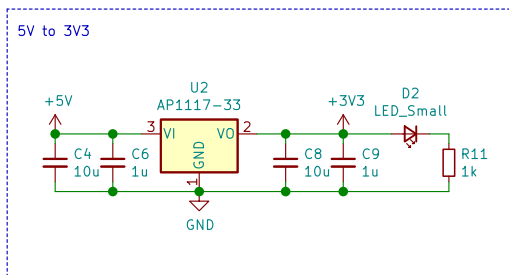 5V to 3V3
U2
AP1117-33
+5V
+3V3
D2
LED_Small
3
VI
VO
2
GND
1
C4
10u
C6
1u
C8
10u
C9
1u
R11
1k
GND